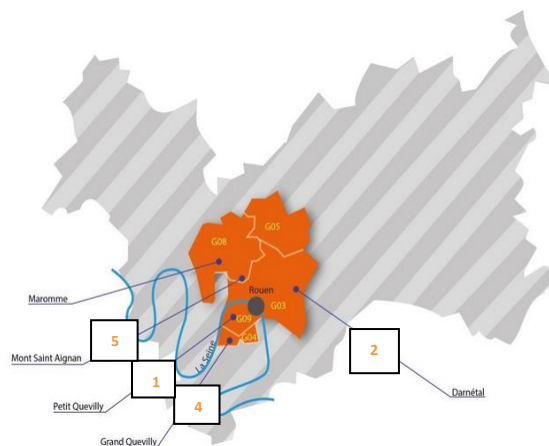 G05
G08
Rouen
G03
G09
G04
La Seine
Maromme
5
Mont Saint Aignan
1
Petit Quevilly
4
Grand Quevilly
2
Darnétal